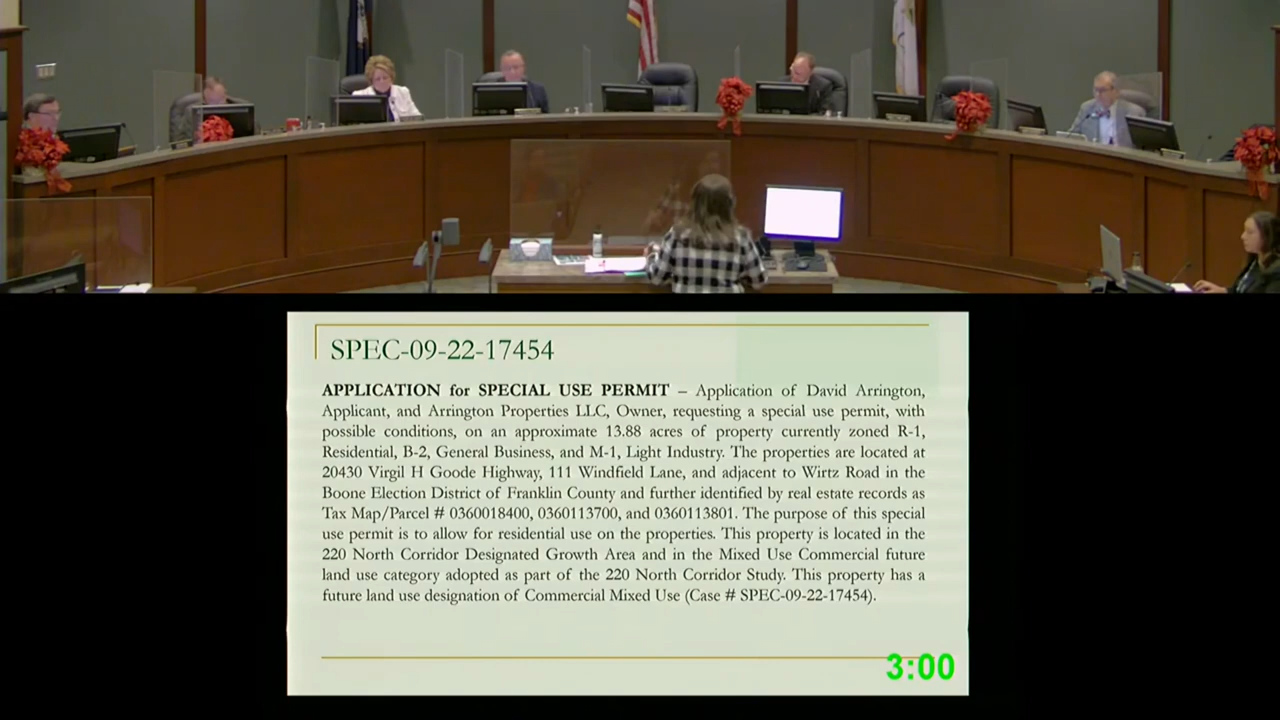 SPEC-09-22-17454
APPLICATION for SPECIAL USE PERMIT – Application of David Arrington,
Applicant, and Arrington Properties LLC, Owner, requesting a special use permit, with
possible conditions, on an approximate 13.88 acres of property currently zoned R-1,
Residential, B-2, General Business, and M-1, Light Industry. The properties are located at
20430 Virgil H Goode Highway, 111 Windfield Lane, and adjacent to Wirtz Road in the
Boone Election District of Franklin County and further identified by real estate records as
Tax Map/Parcel # 0360018400, 0360113700, and 0360113801. The purpose of this special
use permit is to allow for residential use on the properties. This property is located in the
220 North Corridor Designated Growth Area and in the Mixed Use Commercial future
land use category adopted as part of the 220 North Corridor Study. This property has a
future land use designation of Commercial Mixed Use (Case # SPEC-09-22-17454).
3:00